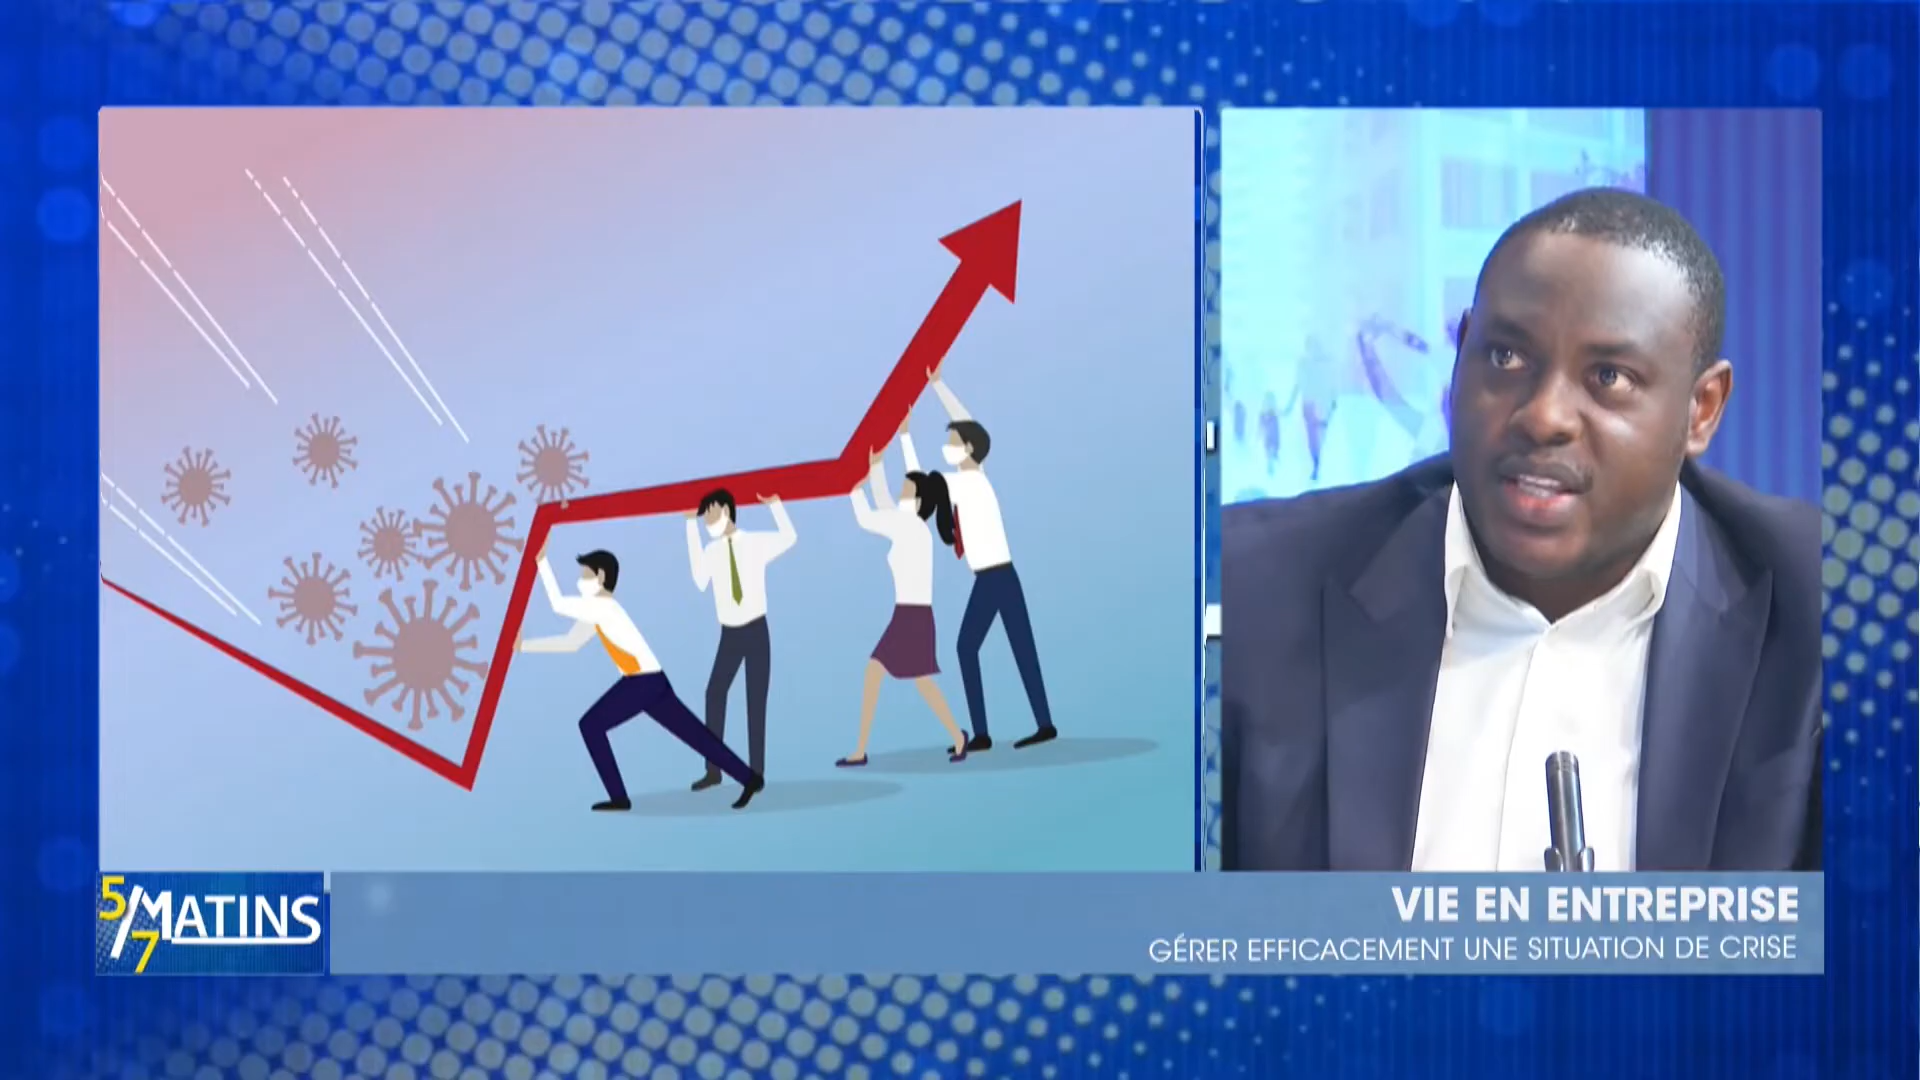 5/7 MATINS
VIE EN ENTREPRISE
GÉRER EFFICACEMENT UNE SITUATION DE CRISE